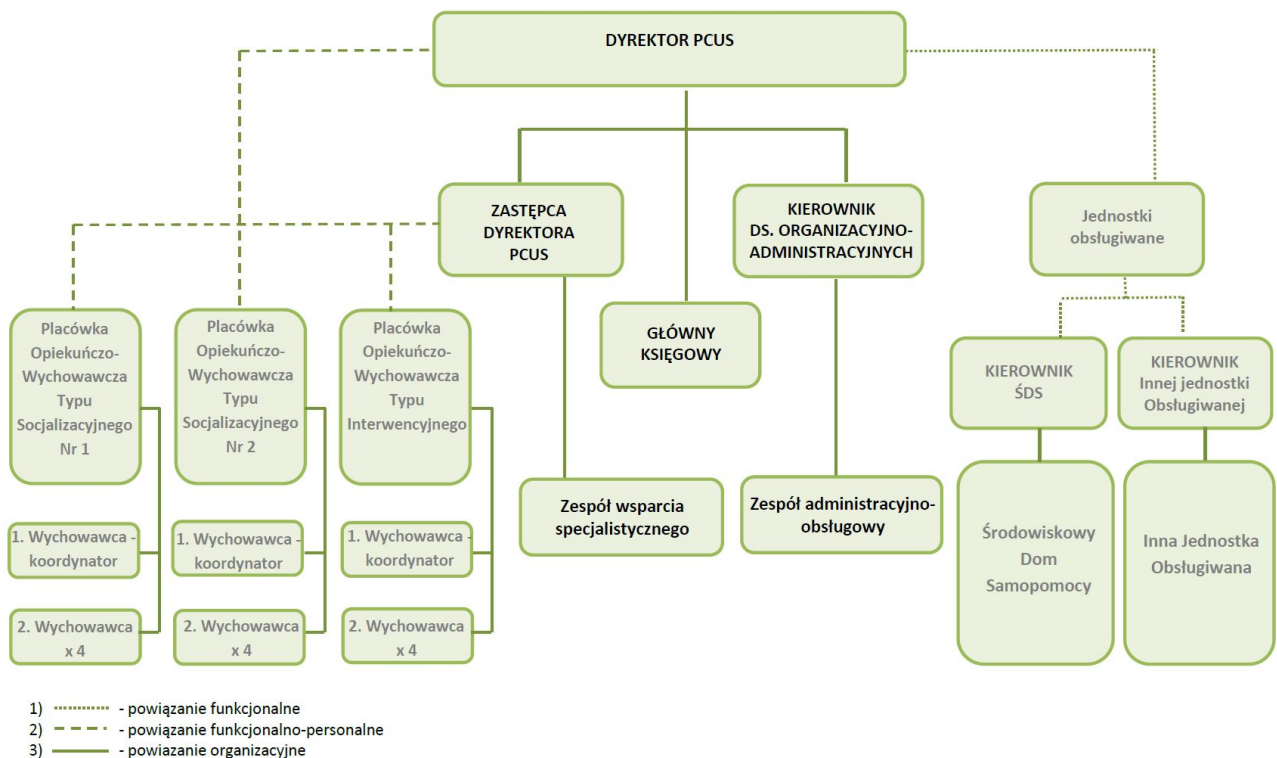 DYREKTOR PCUS
ZASTĘPCA
DYREKTORA
PCUS
KIEROWNIK
DS. ORGANIZACYJNO-
ADMINISTRACYJNYCH
Jednostki
obsługiwane
Placówka
Opiekuńczo-
Wychowawcza
Typu
Socjalizacyjnego
Nr 1
Placówka
Opiekuńczo-
Wychowawcza
Typu
Socjalizacyjnego
Nr 2
Placówka
Opiekuńczo-
Wychowawcza
Typu
Interwencyjnego
GŁÓWNY
KSIĘGOWY
KIEROWNIK
ŚDS
KIEROWNIK
Innej jednostki
Obsługiwanej
Zespół wsparcia
specjalistycznego
Zespół administracyjno-
obsługowy
Środowiskowy
Dom
Samopomocy
Inna Jednostka
Obsługiwana
1. Wychowawca -
koordynator
1. Wychowawca -
koordynator
1. Wychowawca -
koordynator
2. Wychowawca
x 4
2. Wychowawca
x 4
2. Wychowawca
x 4
1) - powiązanie funkcjonalne
2) - powiązanie funkcjonalno-personalne
3) - powiazanie organizacyjne